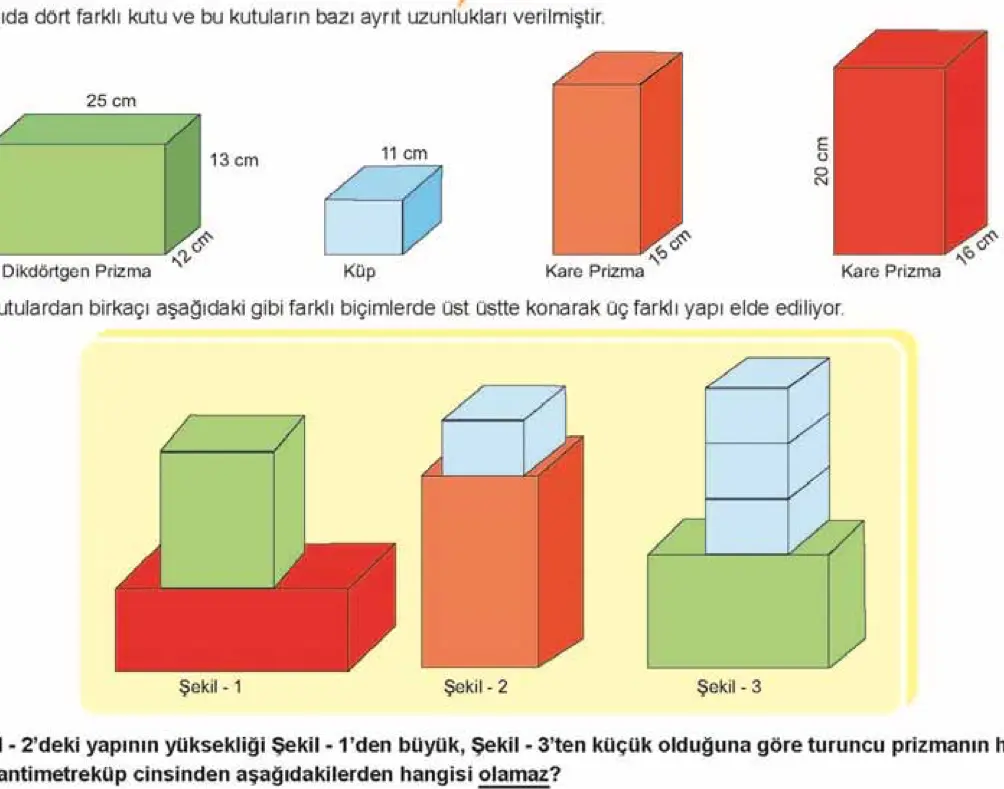 ıda dört farklı kutu ve bu kutuların bazı ayrıt uzunlukları verilmiştir.
25 cm
13 cm
12 cm
Dikdörtgen Prizma
11 cm
Küp
15 cm
Kare Prizma
20 cm
16 cm
Kare Prizma
utulardan birkaçı aşağıdaki gibi farklı biçimlerde üst üstte konarak üç farklı yapı elde ediliyor.
Şekil - 1
Şekil - 2
Şekil - 3
l - 2’deki yapının yüksekliği Şekil - 1’den büyük, Şekil - 3’ten küçük olduğuna göre turuncu prizmanın h
antimetreküp cinsinden aşağıdakilerden hangisi olamaz?